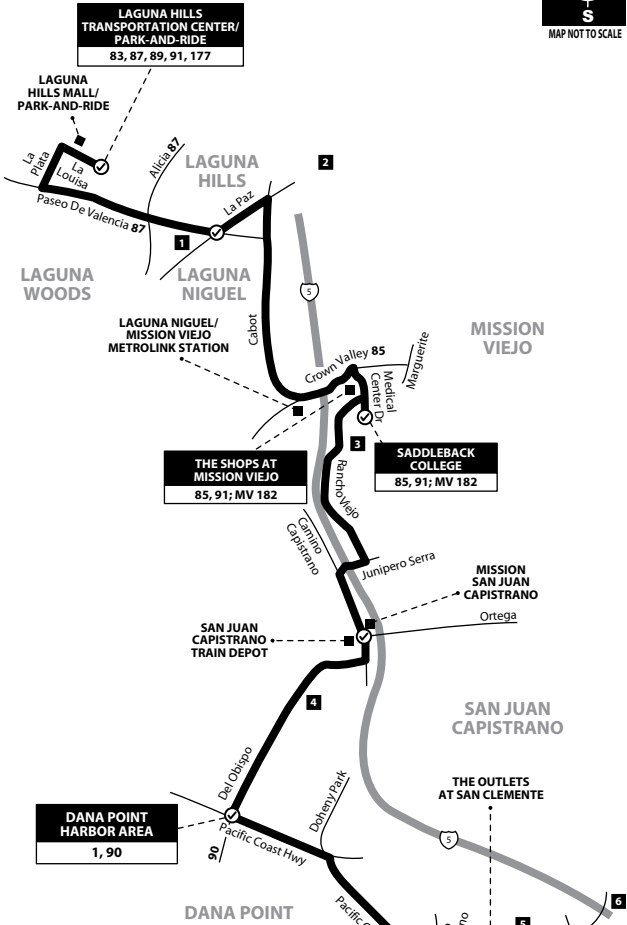 LAGUNA HILLS
TRANSPORTATION CENTER/
PARK-AND-RIDE
83, 87, 89, 91, 177
S
MAP NOT TO SCALE
LAGUNA
HILLS MALL/
PARK-AND-RIDE
La
Plata
La
Louisa
Alicia 87
LAGUNA
HILLS
2
La Paz
Paseo De Valencia 87
1
LAGUNA
WOODS
LAGUNA
NIGUEL
5
LAGUNA NIGUEL/
MISSION VIEJO
METROLINK STATION
Cabot
MISSION
VIEJO
Crown Valley 85
Marguerite
Medical
Center Dr
3
THE SHOPS AT
MISSION VIEJO
85, 91; MV 182
SADDLEBACK
COLLEGE
85, 91; MV 182
Rancho Viejo
Camino
Capistrano
Junipero Serra
MISSION
SAN JUAN
CAPISTRANO
Ortega
SAN JUAN
CAPISTRANO
TRAIN DEPOT
4
SAN JUAN
CAPISTRANO
Del Obispo
THE OUTLETS
AT SAN CLEMENTE
Doheny Park
DANA POINT
HARBOR AREA
1, 90
90
Pacific Coast Hwy
5
6
DANA POINT
Pacific C
no
5